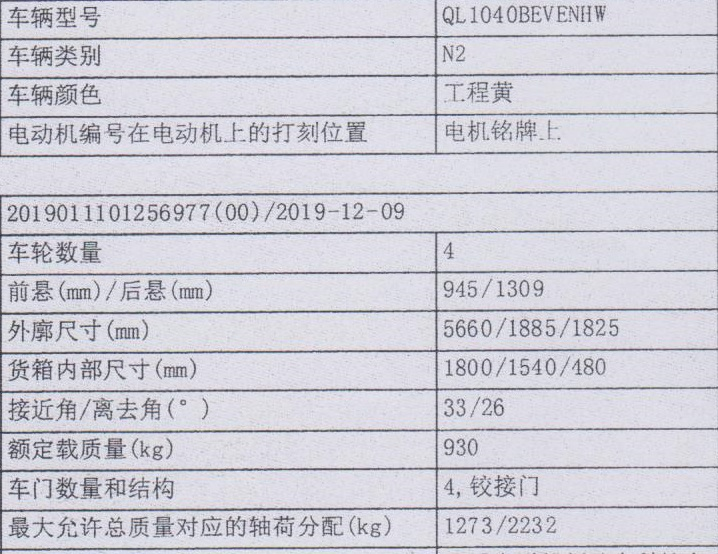 车辆型号 QL1040BEVENHW
车辆类别 N2
车辆颜色 工程黄
电动机编号在电动机上的打刻位置 电机铭牌上
2019011101256977(00)/2019-12-09
车轮数量 4
前悬(mm)/后悬(mm) 945/1309
外廓尺寸(mm) 5660/1885/1825
货箱内部尺寸(mm) 1800/1540/480
接近角/离去角(°) 33/26
额定载质量(kg) 930
车门数量和结构 4,铰接门
最大允许总质量对应的轴荷分配(kg) 1273/2232